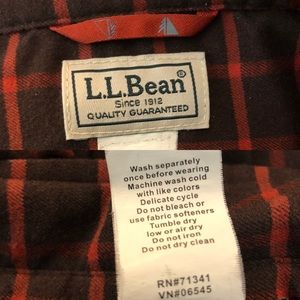 L.L.Bean®
Since 1912
QUALITY GUARANTEED
Wash separately
once before wearing
Machine wash cold
with like colors
Delicate cycle
Do not bleach or
use fabric softeners
Tumble dry
low or air dry
Do not iron
Do not dry clean
RN#71341
VN#06545